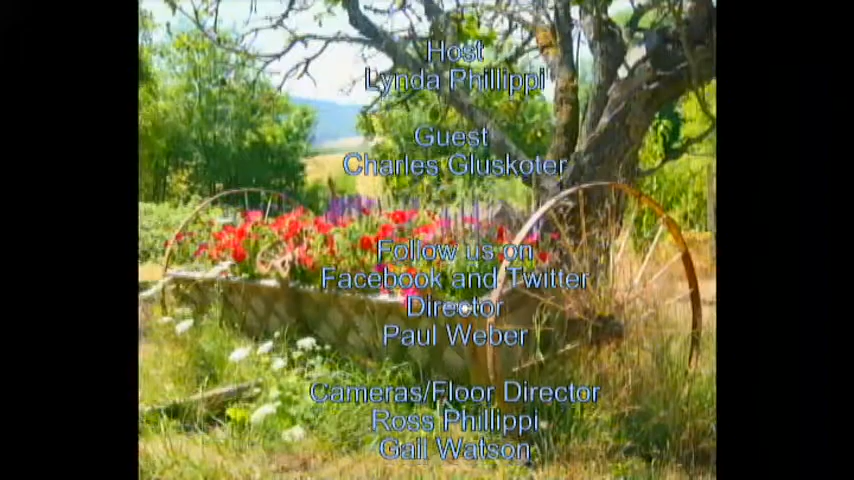 Host
Lynda Phillippi
Guest
Charles Gluskoter
Follow us on
Facebook and Twitter
Director
Paul Weber
Cameras/Floor Director
Ross Phillippi
Gail Watson